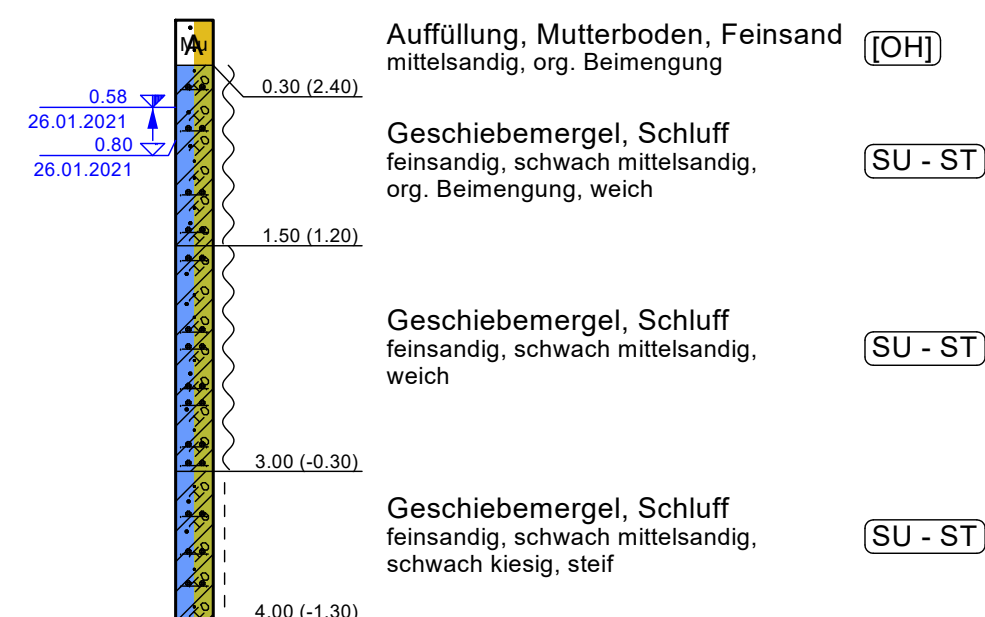 Auffüllung, Mutterboden, Feinsand
mittelsandig, org. Beimengung
[OH]
Mu
A
0.30 (2.40)
0.58
26.01.2021
0.80
26.01.2021
Geschiebemergel, Schluff
feinsandig, schwach mittelsandig,
org. Beimengung, weich
SU - ST
1.50 (1.20)
Geschiebemergel, Schluff
feinsandig, schwach mittelsandig,
weich
SU - ST
3.00 (-0.30)
Geschiebemergel, Schluff
feinsandig, schwach mittelsandig,
schwach kiesig, steif
SU - ST
4.00 (-1.30)